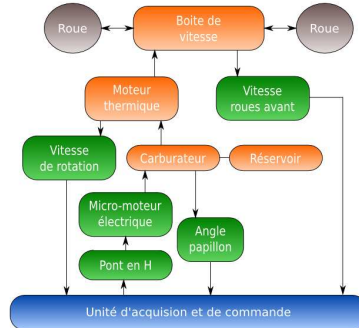 Roue
Boite de
vitesse
Roue
Moteur
thermique
Vitesse
roues avant
Vitesse
de rotation
Carburateur
Réservoir
Micro-moteur
électrique
Angle
papillon
Pont en H
Unité d'acquision et de commande